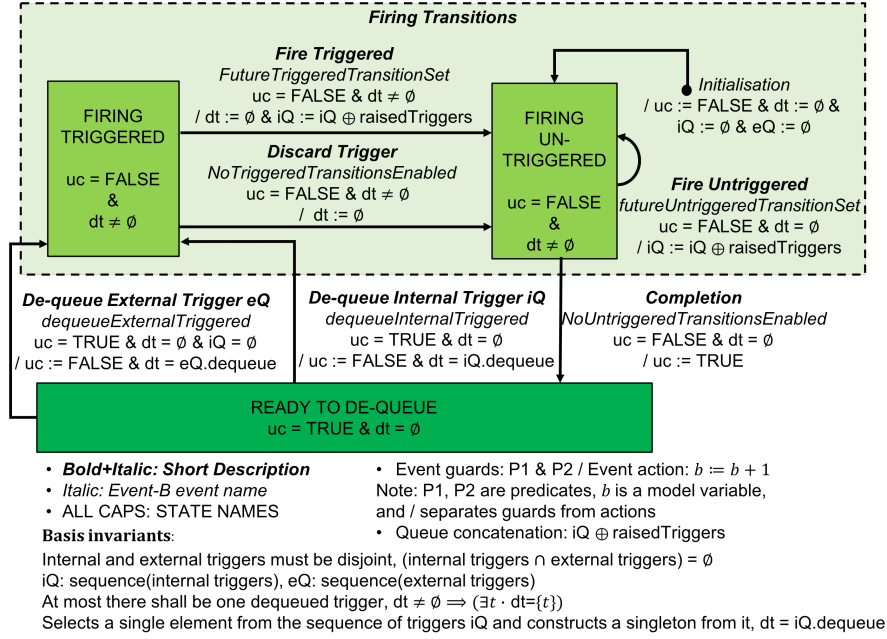 Firing Transitions
Fire Triggered
FutureTriggeredTransitionSet
uc = FALSE & dt ≠ ∅
/ dt := ∅ & iQ := iQ ⊕ raisedTriggers
Initialisation
/ uc := FALSE & dt := ∅ &
iQ := ∅ & eQ := ∅
FIRING
TRIGGERED
uc = FALSE
&
dt ≠ ∅
FIRING
UN-
TRIGGERED
uc = FALSE
&
dt ≠ ∅
Discard Trigger
NoTriggeredTransitionsEnabled
uc = FALSE & dt ≠ ∅
/ dt := ∅
Fire Untriggered
futureUntriggeredTransitionSet
uc = FALSE & dt = ∅
/ iQ := iQ ⊕ raisedTriggers
De-queue External Trigger eQ
dequeueExternalTriggered
uc = TRUE & dt = ∅ & iQ = ∅
/ uc := FALSE & dt = eQ.dequeue
De-queue Internal Trigger iQ
dequeueInternalTriggered
uc = TRUE & dt = ∅
/ uc := FALSE & dt = iQ.dequeue
Completion
NoUntriggeredTransitionsEnabled
uc = FALSE & dt = ∅
/ uc := TRUE
READY TO DE-QUEUE
uc = TRUE & dt = ∅
• Bold+Italic: Short Description
• Italic: Event-B event name
• ALL CAPS: STATE NAMES
• Event guards: P1 & P2 / Event action: b ≔ b + 1
Note: P1, P2 are predicates, b is a model variable,
and / separates guards from actions
• Queue concatenation: iQ ⊕ raisedTriggers
Basis invariants:
Internal and external triggers must be disjoint, (internal triggers ∩ external triggers) = ∅
iQ: sequence(internal triggers), eQ: sequence(external triggers)
At most there shall be one dequeued trigger, dt ≠ ∅ ⟹ (∃t · dt={t})
Selects a single element from the sequence of triggers iQ and constructs a singleton from it, dt = iQ.dequeue